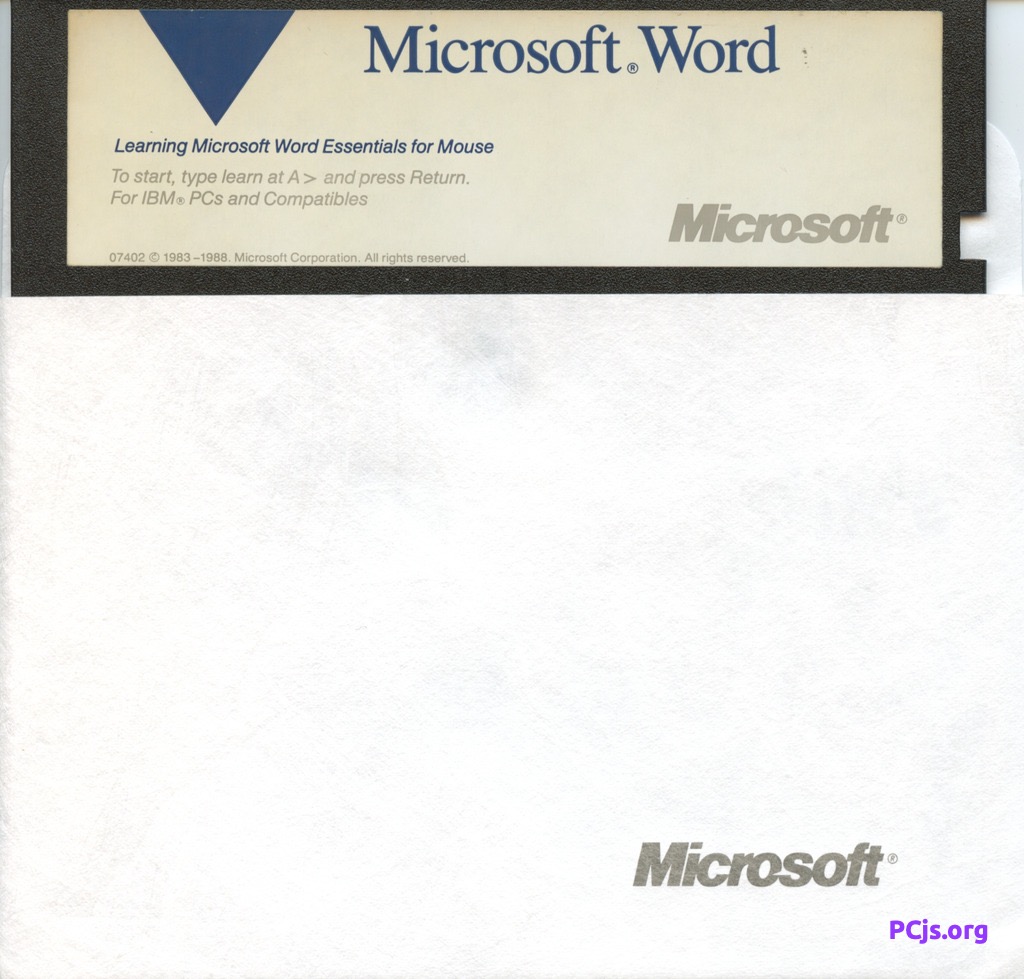 Microsoft® Word
Learning Microsoft Word Essentials for Mouse
To start, type learn at A> and press Return.
For IBM® PCs and Compatibles
Microsoft®
07402 © 1983–1988. Microsoft Corporation. All rights reserved.
Microsoft®
PCjs.org